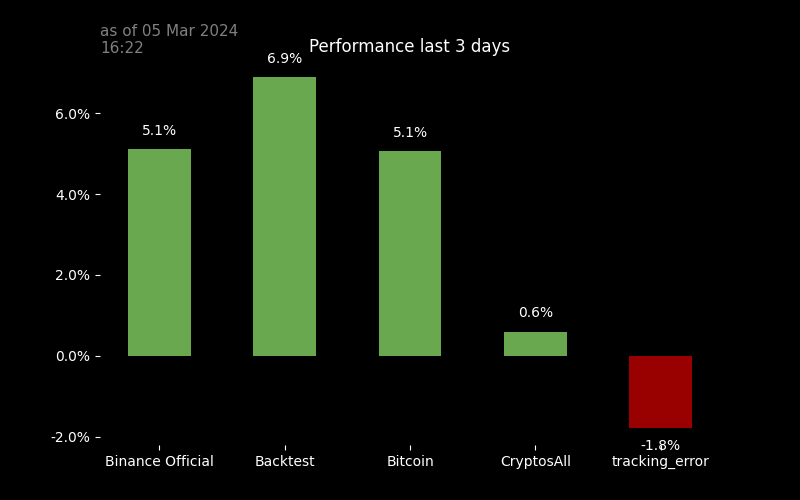 as of 05 Mar 2024
16:22
Performance last 3 days
6.9%
5.1%
5.1%
0.6%
-1.8%
6.0%
4.0%
2.0%
0.0%
-2.0%
Binance Official
Backtest
Bitcoin
CryptosAll
tracking_error